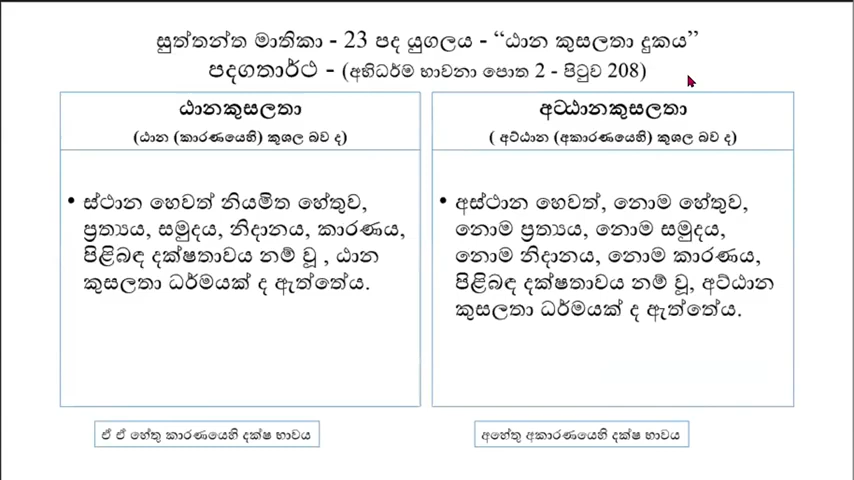 සුත්තන්ත මාතිකා - 23 පද යුගලය - “ඨාන කුසලතා දුකය”
පදගතාර්ථ - (අභිධර්ම භාවනා පොත 2 - පිටුව 208)
ඨානකුසලතා
(ඨාන (කාරණයෙහි) කුශල බව ද)
• ස්ථාන හෙවත් නියමිත හේතුව,
ප්‍රත්‍යය, සමුදය, නිදානය, කාරණය,
පිළිබඳ දක්ෂතාවය නම් වූ , ඨාන
කුසලතා ධර්මයක් ද ඇත්තේය.
ඒ ඒ හේතු කාරණයෙහි දක්ෂ භාවය
අට්ඨානකුසලතා
( අට්ඨාන (අකාරණයෙහි) කුශල බව ද)
• අස්ථාන හෙවත්, නොම හේතුව,
නොම ප්‍රත්‍යය, නොම සමුදය,
නොම නිදානය, නොම කාරණය,
පිළිබඳ දක්ෂතාවය නම් වූ, අට්ඨාන
කුසලතා ධර්මයක් ද ඇත්තේය.
අහේතු අකාරණයෙහි දක්ෂ භාවය